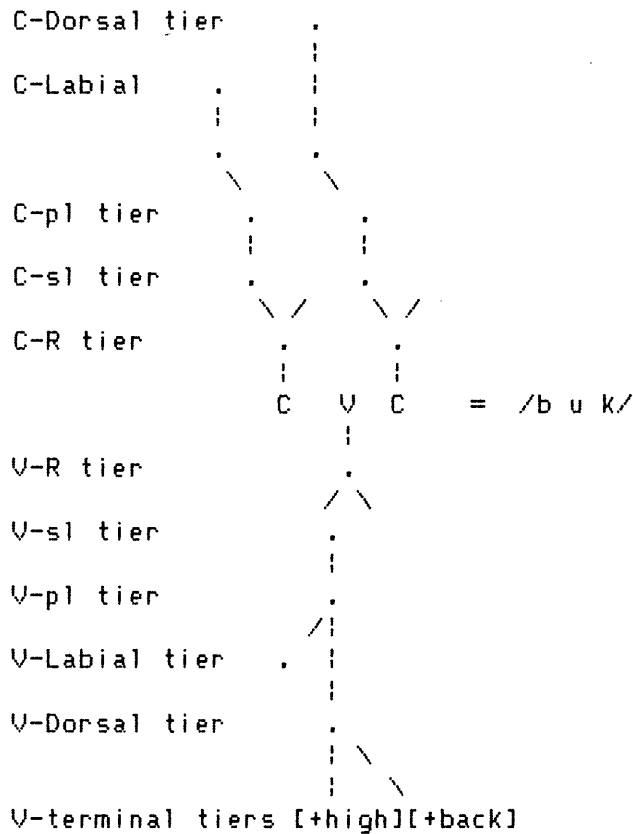 C-Dorsal tier
C-Labial
C-pl tier
C-sl tier
C-R tier
C V C = /b u k/
V-R tier
V-sl tier
V-pl tier
V-Labial tier
V-Dorsal tier
V-terminal tiers [+high][+back]